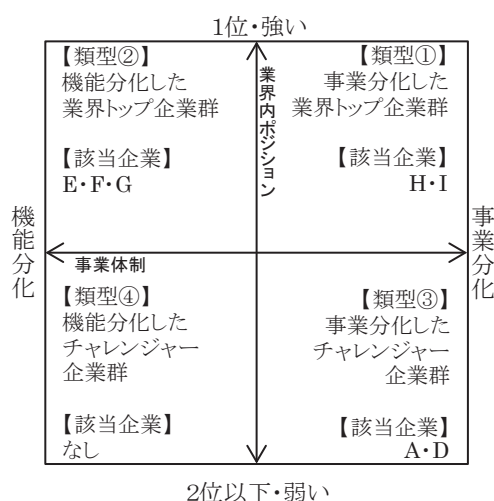 1位・強い
【類型②】
機能分化した
業界トップ企業群
【該当企業】
E・F・G
業界内ポジション
【類型①】
事業分化した
業界トップ企業群
【該当企業】
H・I
機能分化
事業分化
事業体制
【類型④】
機能分化した
チャレンジャー
企業群
【該当企業】
なし
【類型③】
事業分化した
チャレンジャー
企業群
【該当企業】
A・D
2位以下・弱い